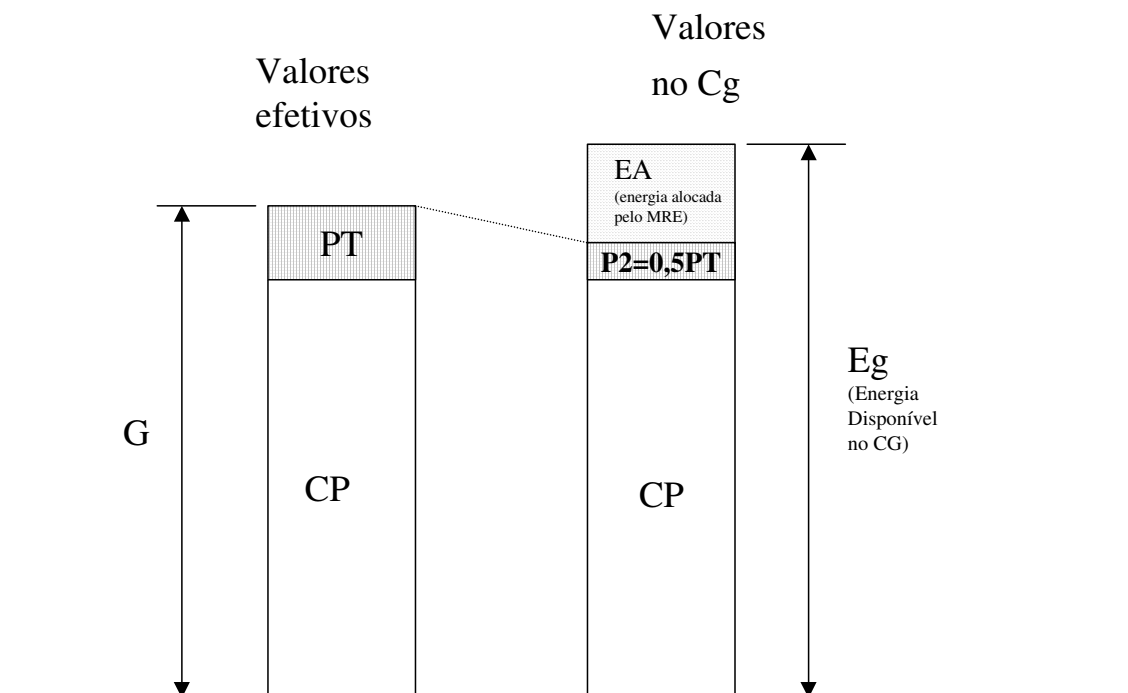 Valores
efetivos
Valores
no Cg
EA
(energia alocada
pelo MRE)
PT
P2=0,5PT
G
CP
CP
Eg
(Energia
Disponível
no CG)